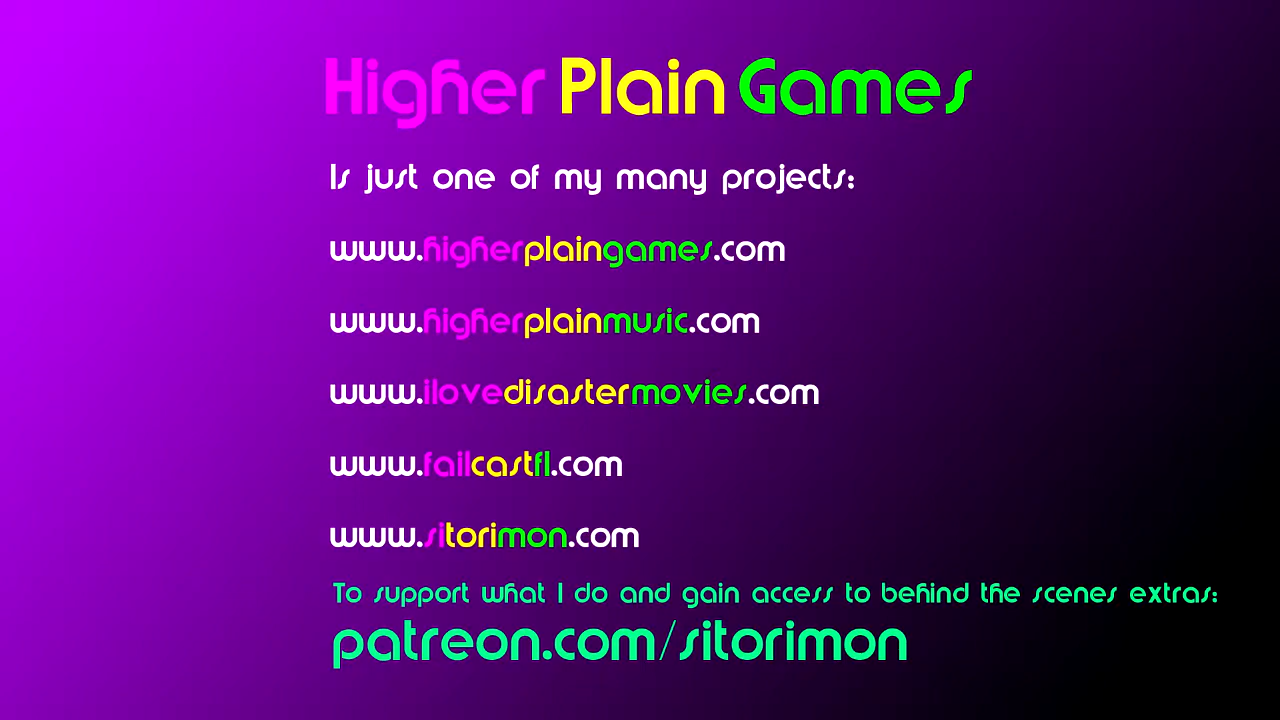 Higher Plain Games
Is just one of my many projects:
www.higherplaingames.com
www.higherplainmusic.com
www.ilovedisastermovies.com
www.failcastfl.com
www.sitorimon.com
To support what I do and gain access to behind the scenes extras:
patreon.com/sitorimon